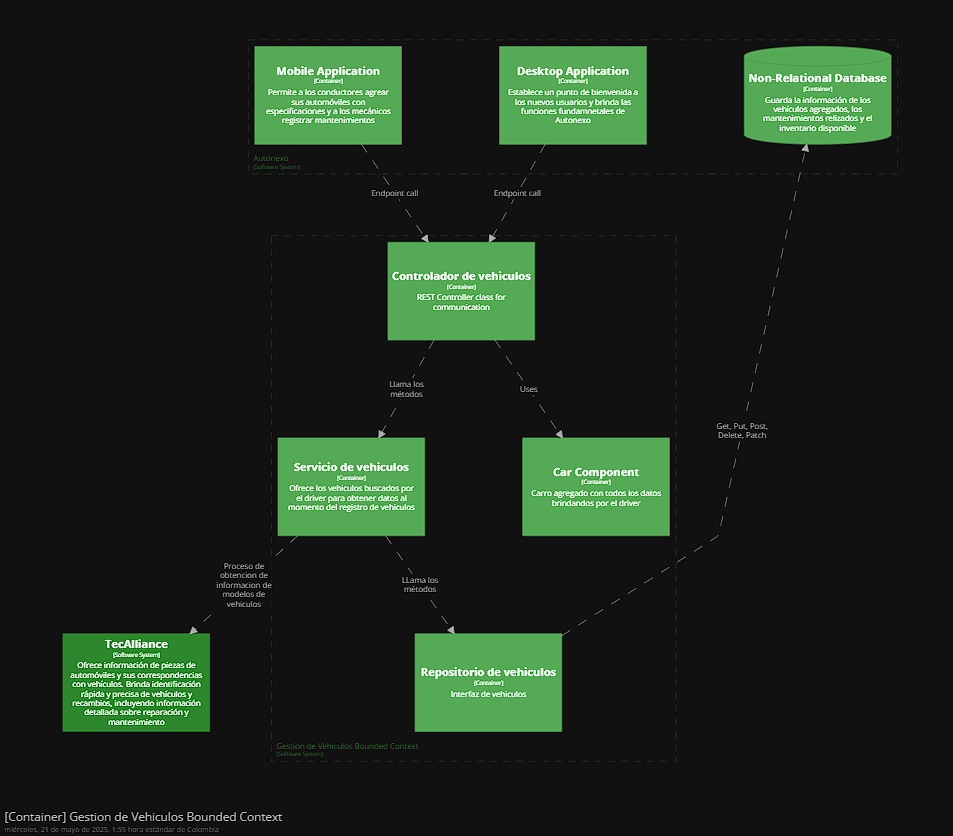 Mobile Application
[Container]
Permite a los conductores agrear
sus automóviles con
especificaciones y a los mecánicos
registrar mantenimientos
Desktop Application
[Container]
Establece un punto de bienvenida a
los nuevos usuarios y brinda las
funciones fundamnetales de
Autonexo
Non-Relational Database
[Container]
Guarda la información de los
vehículos agregados, los
mantenimientos relizados y el
inventario disponible
Autonexo
[Software System]
Endpoint call
Endpoint call
Controlador de vehiculos
[Container]
REST Controller class for
communication
Llama los
métodos
Uses
Get, Put, Post,
Delete, Patch
Servicio de vehiculos
[Container]
Ofrece los vehiculos buscados por
el driver para obtener datos al
momento del registro de vehiculos
Car Component
[Container]
Carro agregado con todos los datos
brindandos por el driver
Proceso de
obtencion de
informacion de
modelos de
vehiculos
LLama los
métodos
TecAlliance
[Software System]
Ofrece información de piezas de
automóviles y sus correspondencias
con vehículos. Brinda identificación
rápida y precisa de vehículos y
recambios, incluyendo información
detallada sobre reparación y
mantenimiento
Repositorio de vehiculos
[Container]
Interfaz de vehiculos
Gestion de Vehiculos Bounded Context
[Software System]
[Container] Gestion de Vehiculos Bounded Context
miércoles, 21 de mayo de 2025, 1:55 hora estándar de Colombia